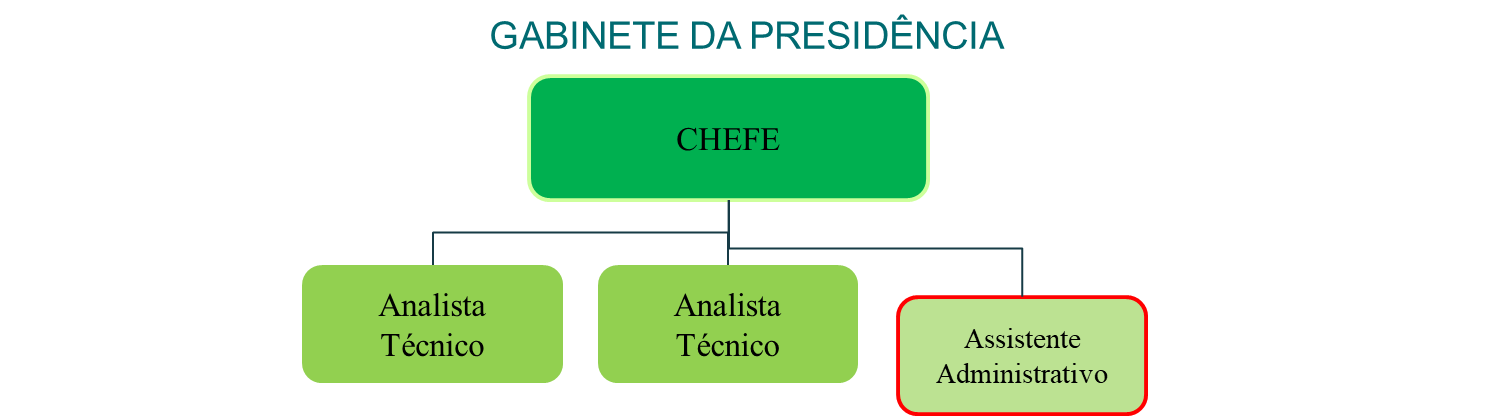 GABINETE DA PRESIDÊNCIA
CHEFE
Analista
Técnico
Analista
Técnico
Assistente
Administrativo